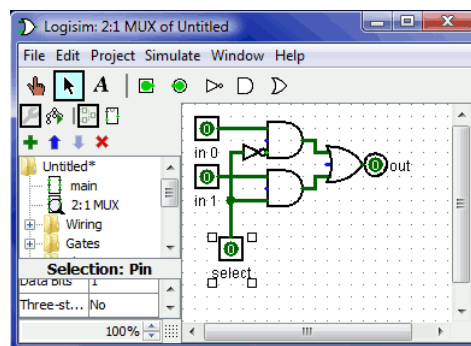 Logisim: 2:1 MUX of Untitled
File Edit Project Simulate Window Help
A
Untitled*
main
2:1 MUX
Wiring
Gates
Selection: Pin
Data Bits 1
Three-st... No
100%
0
in 0
0
in 1
0
out
0
select